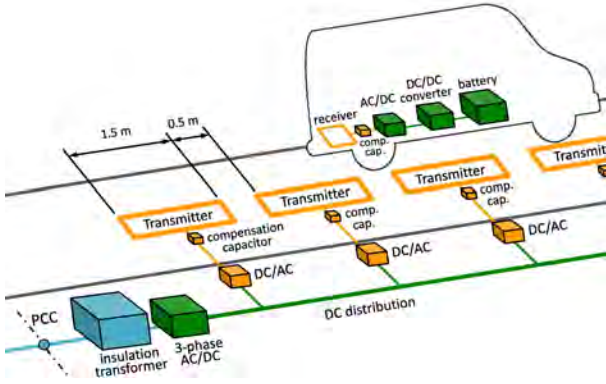 DC/DC
converter
battery
AC/DC
receiver
comp.
cap.
1.5 m
0.5 m
Transmitter
Transmitter
Transmitter
Transmitt
compensation
capacitor
comp.
cap.
comp.
cap.
DC/AC
DC/AC
DC/AC
DC distribution
PCC
insulation
transformer
3-phase
AC/DC